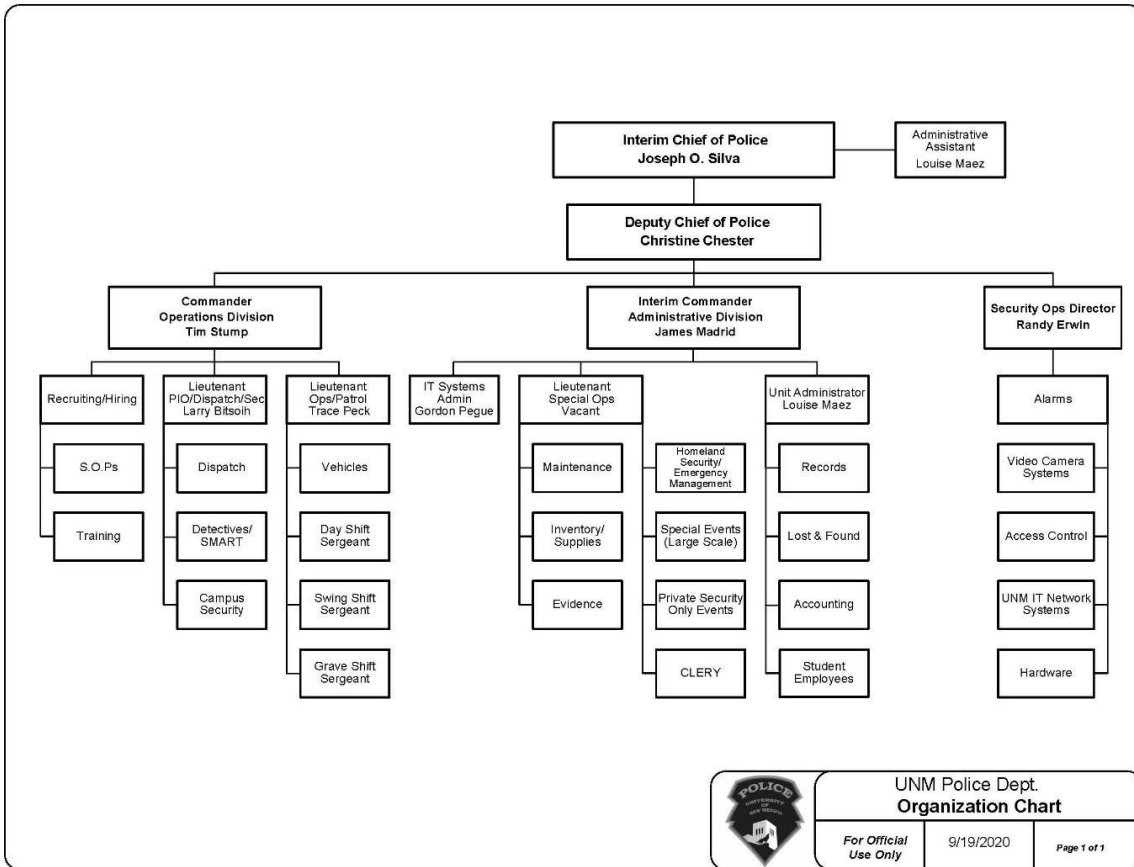 Interim Chief of Police
Joseph O. Silva
Administrative
Assistant
Louise Maez
Deputy Chief of Police
Christine Chester
Commander
Operations Division
Tim Stump
Interim Commander
Administrative Division
James Madrid
Security Ops Director
Randy Erwin
Recruiting/Hiring
Lieutenant
PIO/Dispatch/Sec
Larry Bitsoih
Lieutenant
Ops/Patrol
Trace Peck
IT Systems
Admin
Gordon Pegue
Lieutenant
Special Ops
Vacant
Unit Administrator
Louise Maez
Alarms
S.O.Ps
Dispatch
Vehicles
Maintenance
Homeland
Security/
Emergency
Management
Records
Video Camera
Systems
Training
Detectives/
SMART
Day Shift
Sergeant
Inventory/
Supplies
Special Events
(Large Scale)
Lost & Found
Access Control
Campus
Security
Swing Shift
Sergeant
Evidence
Private Security
Only Events
Accounting
UNM IT Network
Systems
Grave Shift
Sergeant
CLERY
Student
Employees
Hardware
POLICE
UNIVERSITY
OF
NEW MEXICO
UNM Police Dept.
Organization Chart
For Official
Use Only
9/19/2020
Page 1 of 1